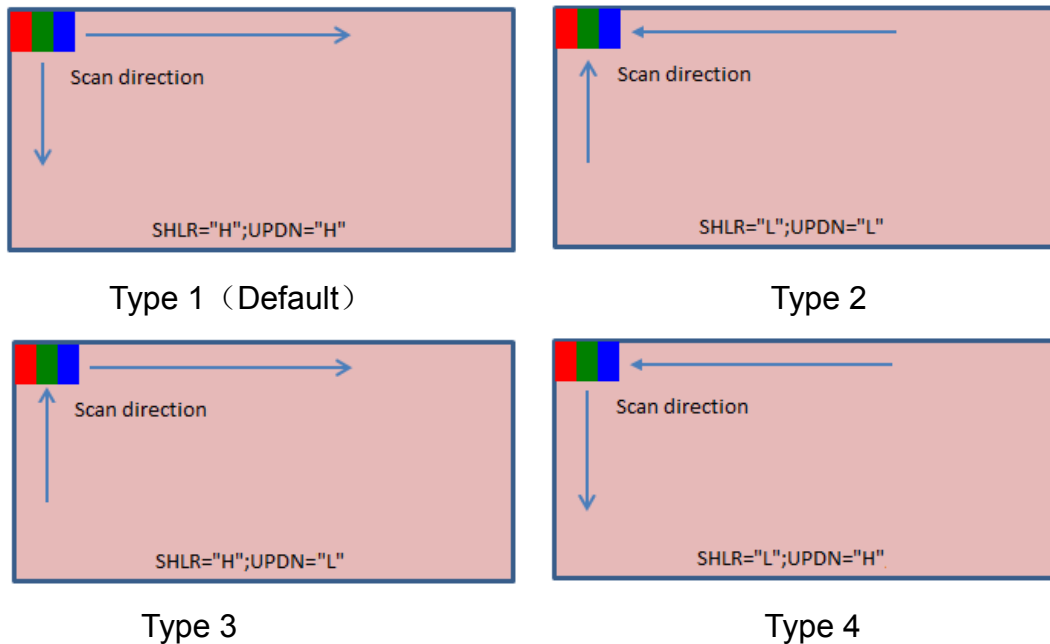 Scan direction
Scan direction
SHLR="H";UPDN="H"
SHLR="L";UPDN="L"
Type 1（Default）
Type 2
Scan direction
Scan direction
SHLR="H";UPDN="L"
SHLR="L";UPDN="H"
Type 3
Type 4